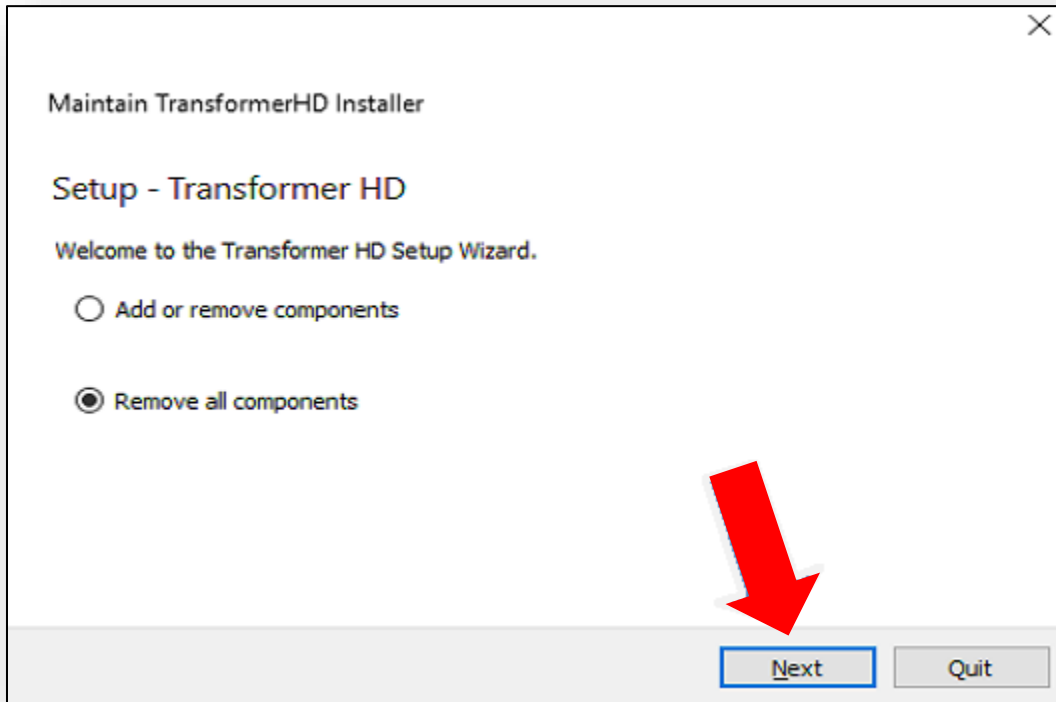 Maintain TransformerHD Installer
Setup - Transformer HD
Welcome to the Transformer HD Setup Wizard.
Add or remove components
Remove all components
Next Quit